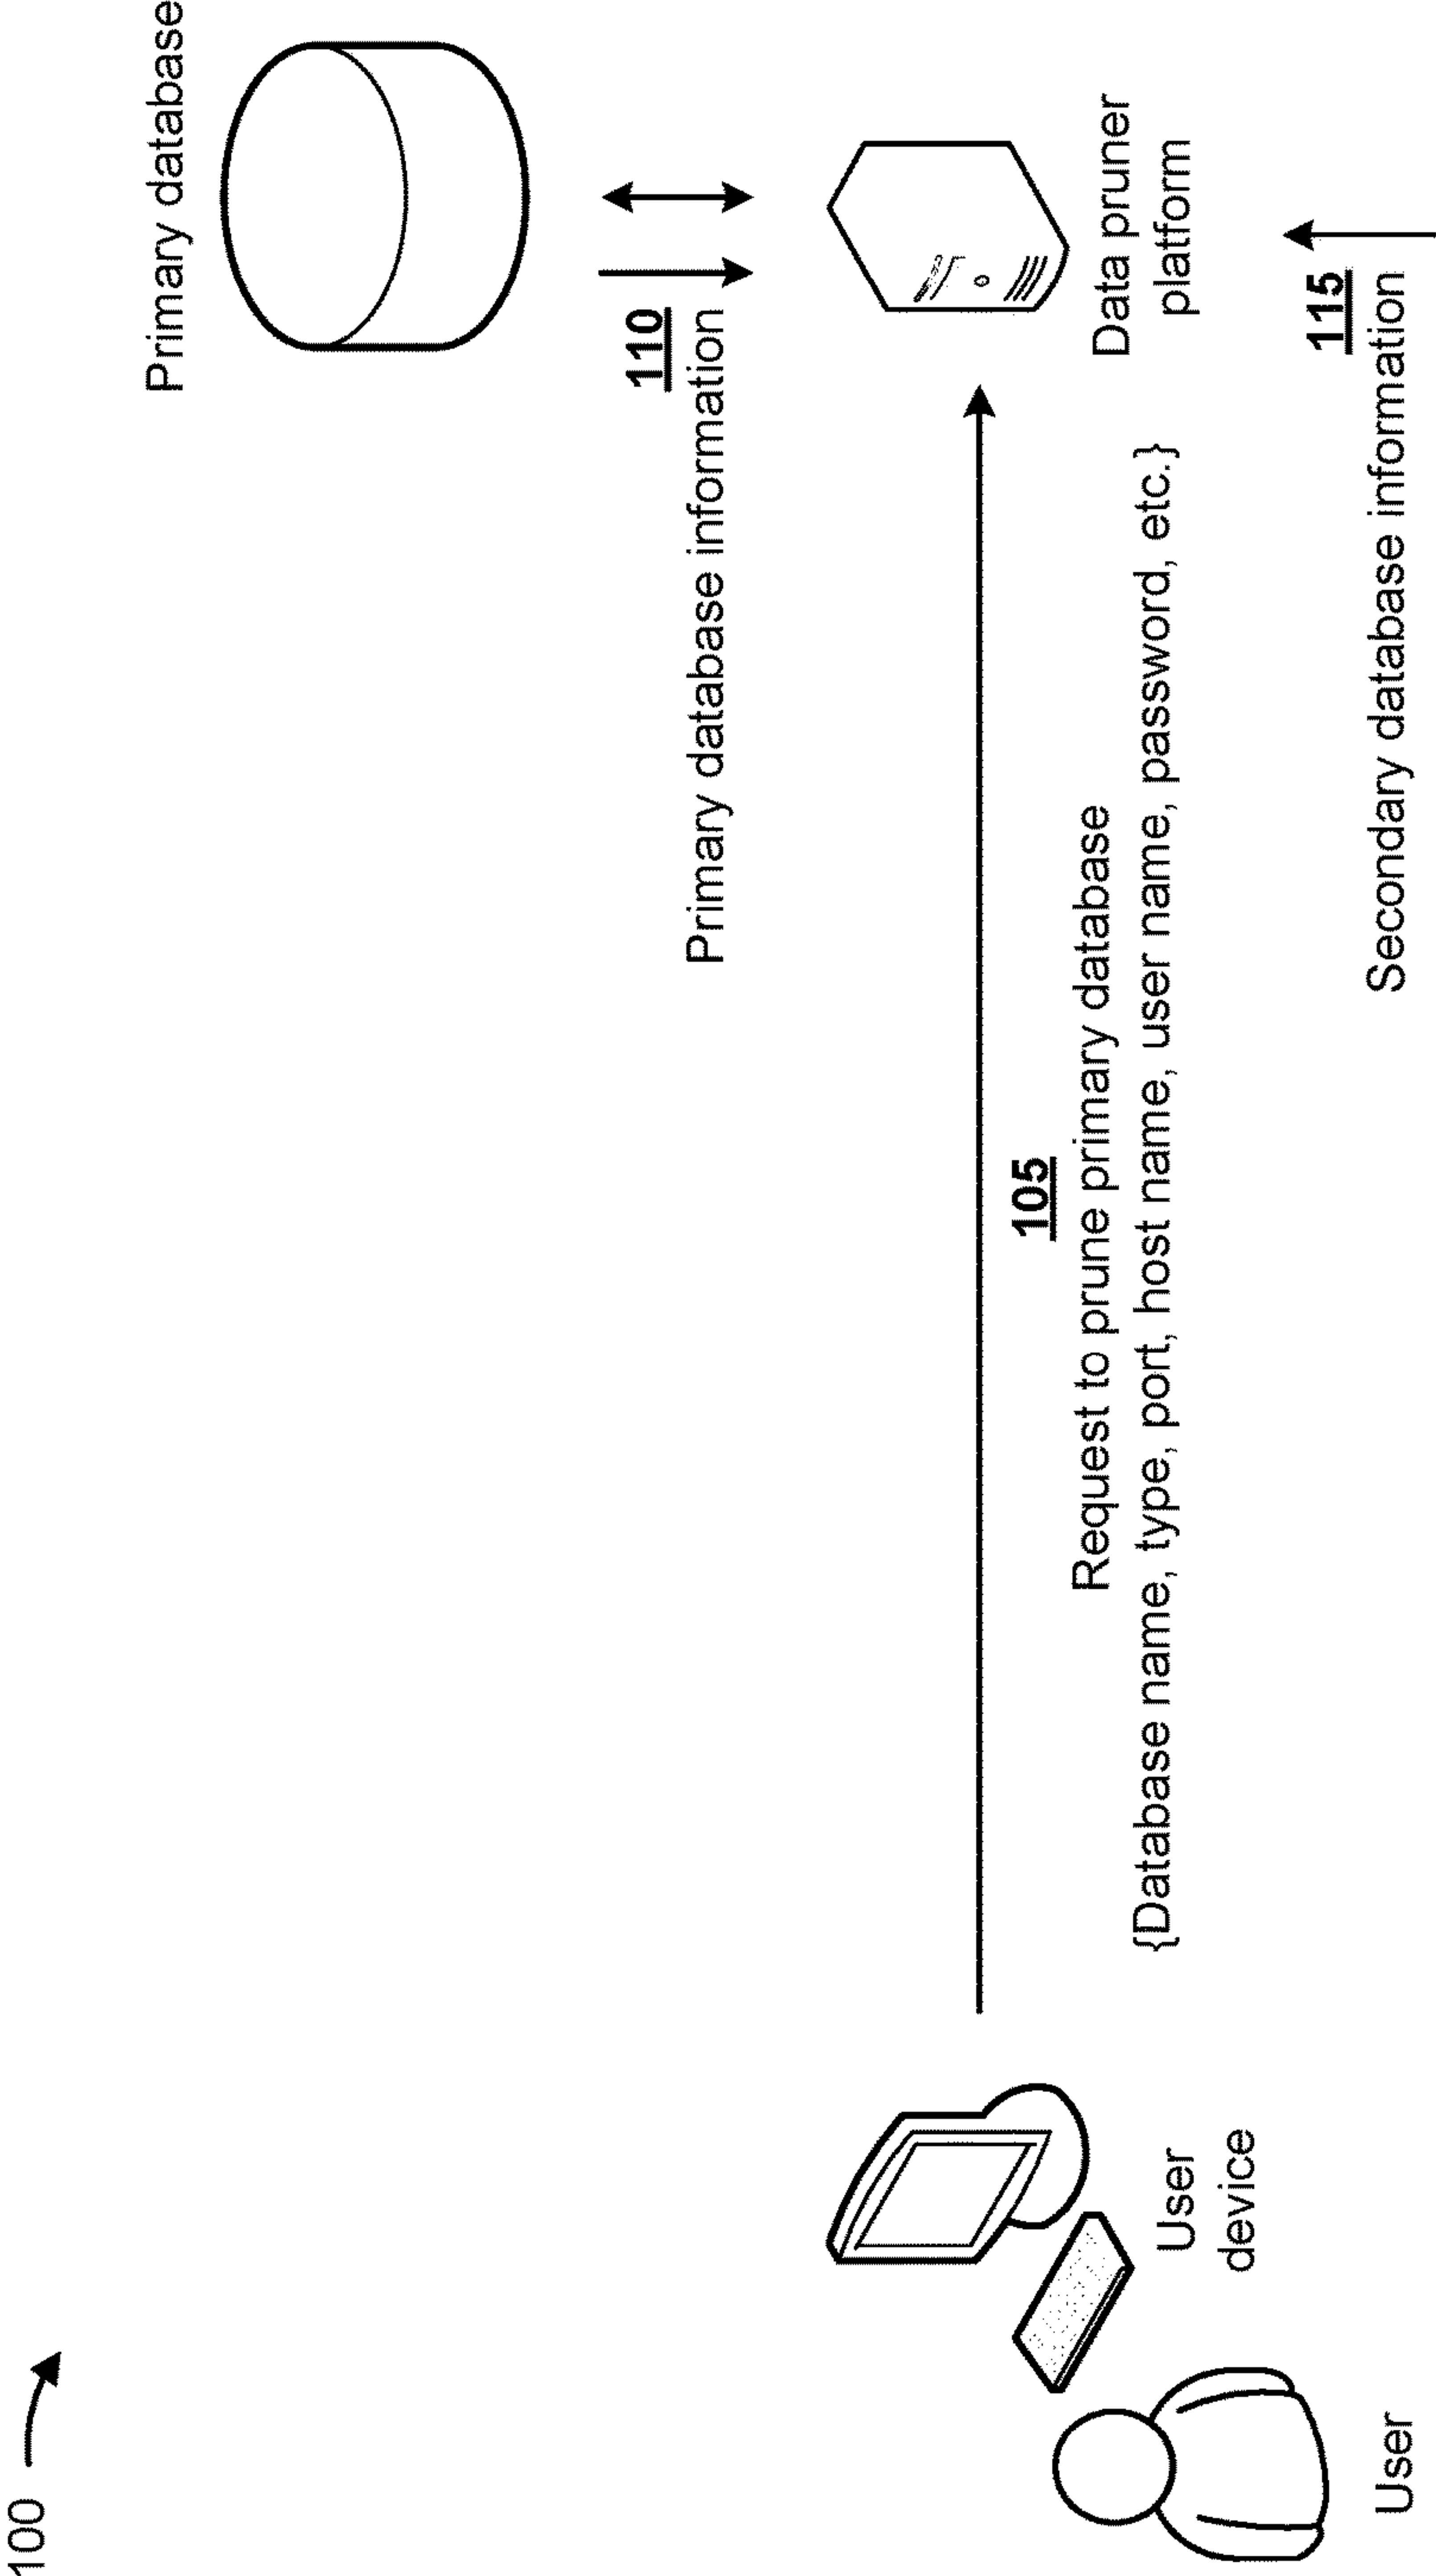 100
Primary database
110
Primary database information
Data pruner
platform
105
Request to prune primary database
{Database name, type, port, host name, user name, password, etc.}
User
device
User
115
Secondary database information